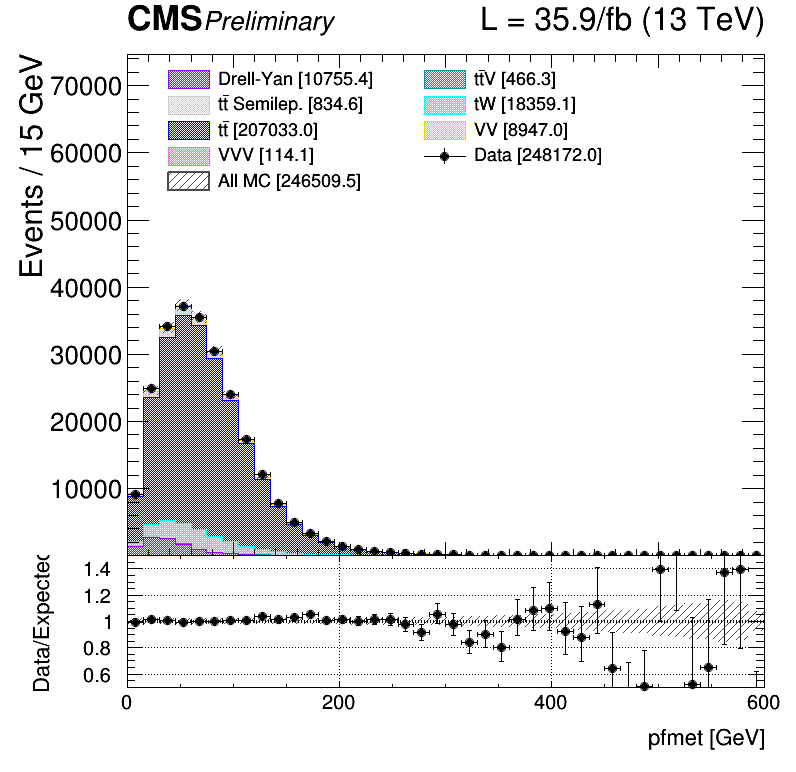 CMS Preliminary L = 35.9/fb (13 TeV)
Events / 15 GeV
70000
60000
50000
40000
30000
20000
10000
Drell-Yan [10755.4]
tt̄ Semilep. [834.6]
tt̄ [207033.0]
VVV [114.1]
All MC [246509.5]
tt̄V [466.3]
tW [18359.1]
VV [8947.0]
Data [248172.0]
Data/Expected
1.4
1.2
1
0.8
0.6
0 200 400 600
pfmet [GeV]